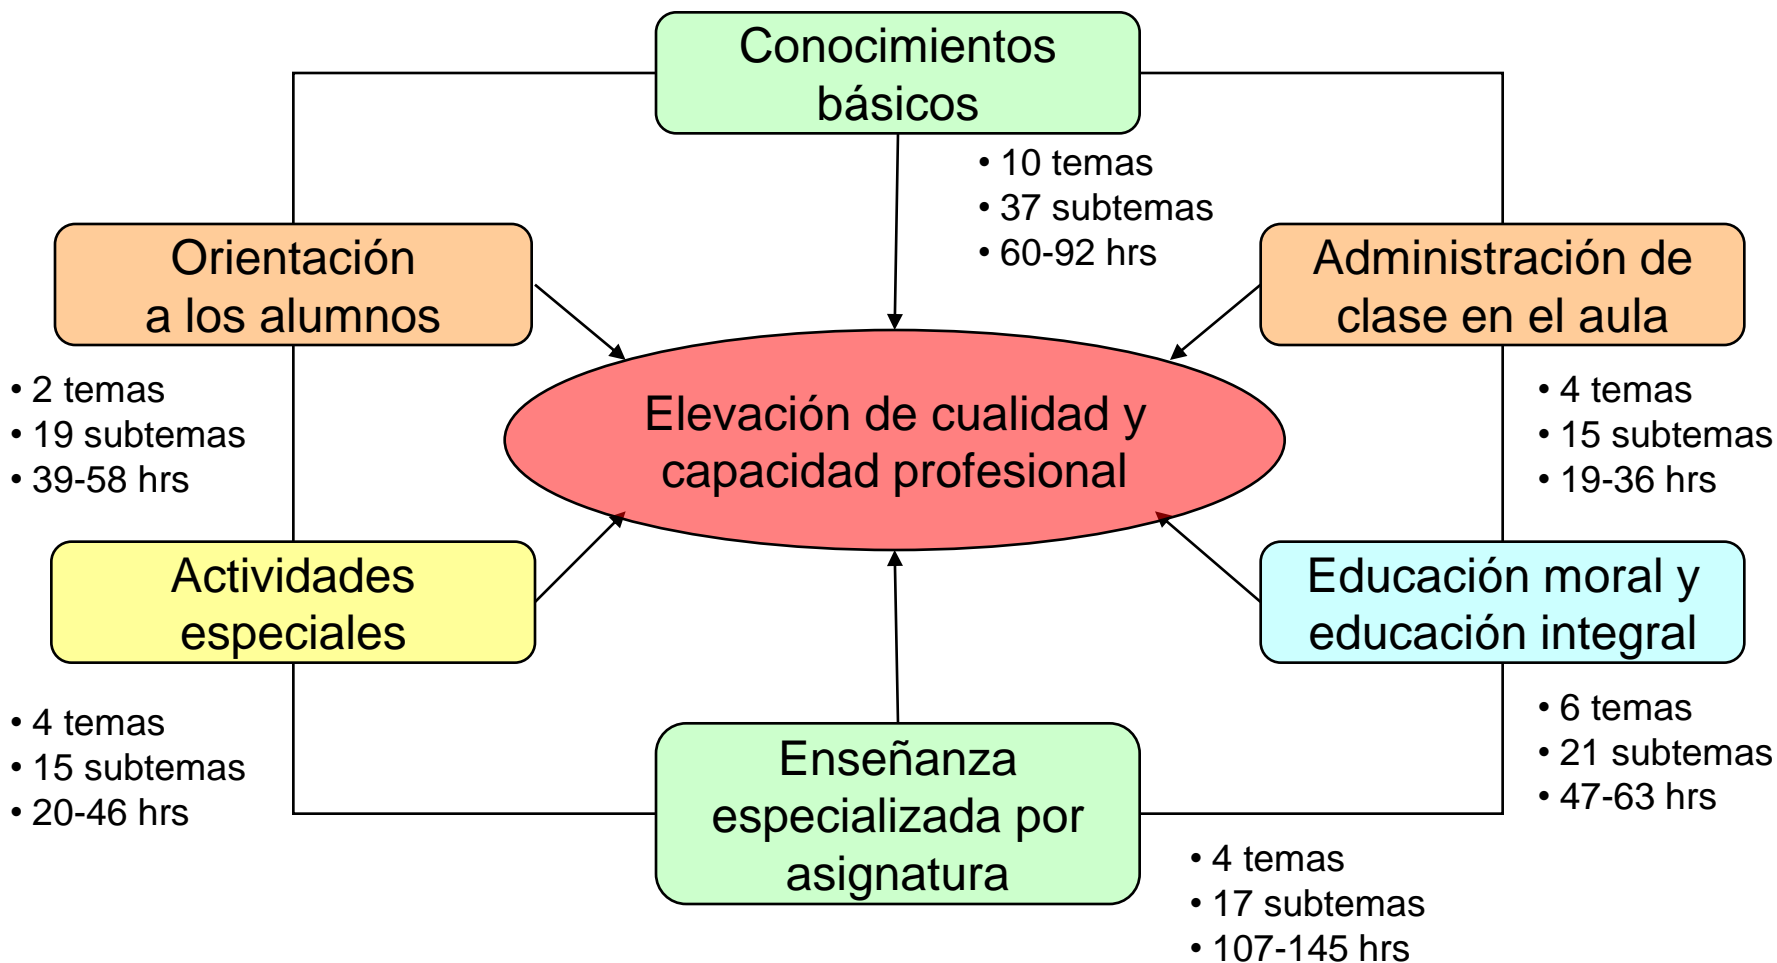 Conocimientos
básicos
• 10 temas
• 37 subtemas
• 60-92 hrs
Orientación
a los alumnos
• 2 temas
• 19 subtemas
• 39-58 hrs
Administración de
clase en el aula
• 4 temas
• 15 subtemas
• 19-36 hrs
Elevación de cualidad y
capacidad profesional
Actividades
especiales
• 4 temas
• 15 subtemas
• 20-46 hrs
Educación moral y
educación integral
• 6 temas
• 21 subtemas
• 47-63 hrs
Enseñanza
especializada por
asignatura
• 4 temas
• 17 subtemas
• 107-145 hrs